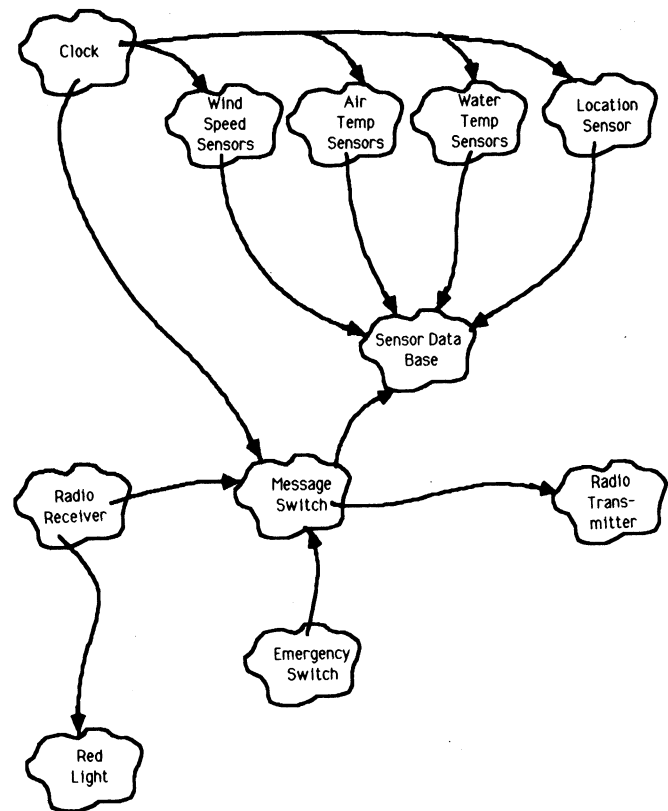 Clock
Wind
Speed
Sensors
Air
Temp
Sensors
Water
Temp
Sensors
Location
Sensor
Sensor Data
Base
Radio
Receiver
Message
Switch
Radio
Trans-
mitter
Emergency
Switch
Red
Light